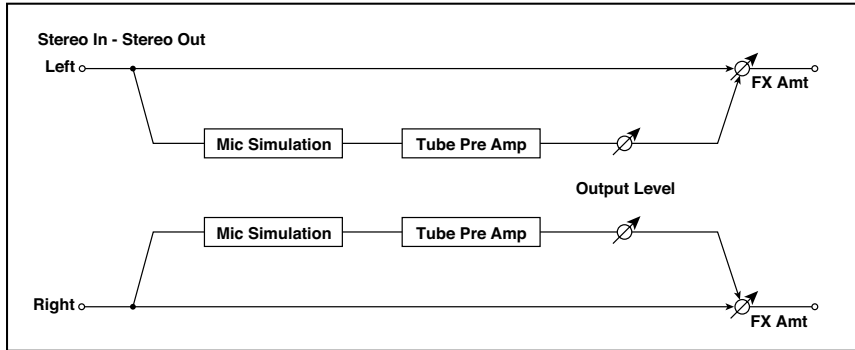 Stereo In - Stereo Out
Left
FX Amt
Mic Simulation
Tube Pre Amp
Output Level
Mic Simulation
Tube Pre Amp
Right
FX Amt